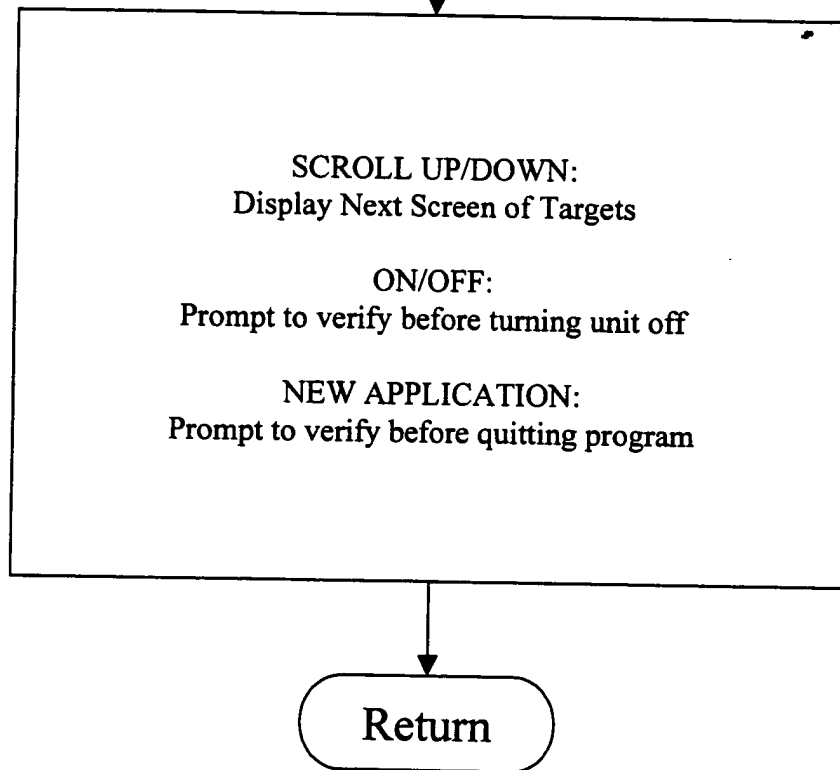 SCROLL UP/DOWN:
Display Next Screen of Targets
ON/OFF:
Prompt to verify before turning unit off
NEW APPLICATION:
Prompt to verify before quitting program
Return